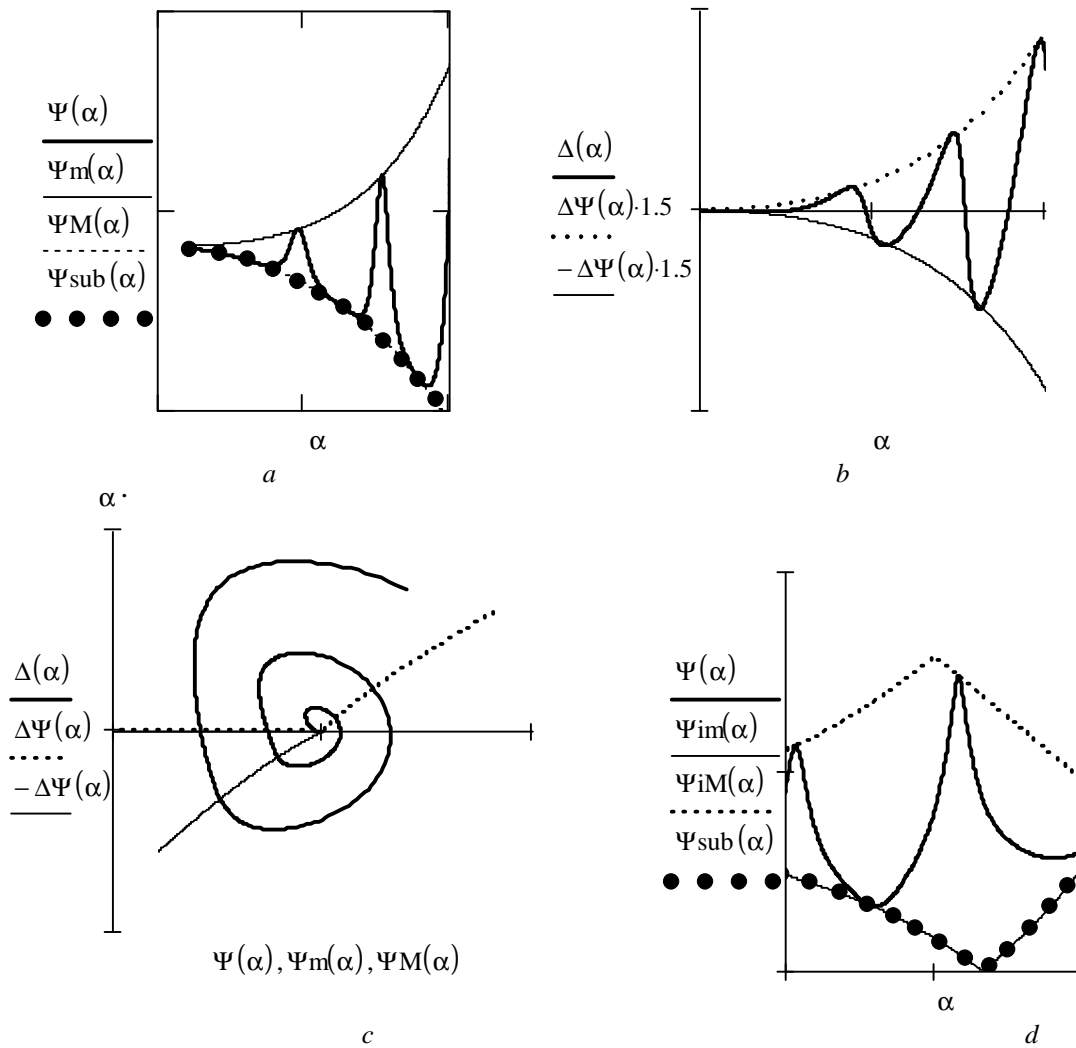 Ψ(α)
Ψm(α)
ΨM(α)
Ψsub(α)
α
a
Δ(α)
ΔΨ(α)·1.5
−ΔΨ(α)·1.5
α
b
α·
Δ(α)
ΔΨ(α)
−ΔΨ(α)
Ψ(α),Ψm(α),ΨM(α)
c
Ψ(α)
Ψim(α)
ΨiM(α)
Ψsub(α)
α
d